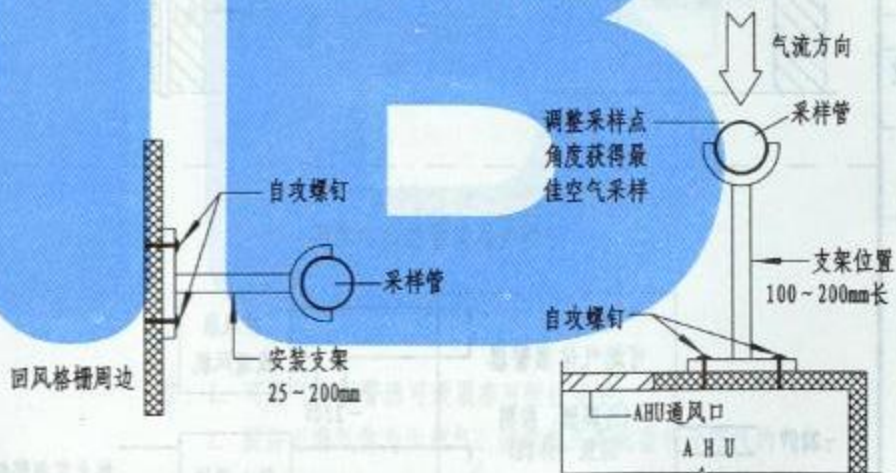 气流方向
采样管
调整采样点
角度获得最
佳空气采样
自攻螺钉
采样管
支架位置
100~200mm长
自攻螺钉
安装支架
25~200mm
回风格栅周边
AHU通风口
AHU